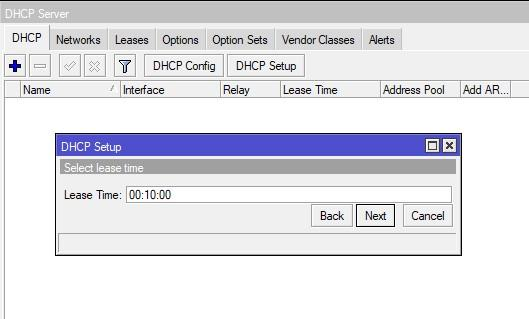 DHCP Server
DHCP Networks Leases Options Option Sets Vendor Classes Alerts
DHCP Config DHCP Setup
Name Interface Relay Lease Time Address Pool Add AR...
DHCP Setup
Select lease time
Lease Time: 00:10:00
Back Next Cancel